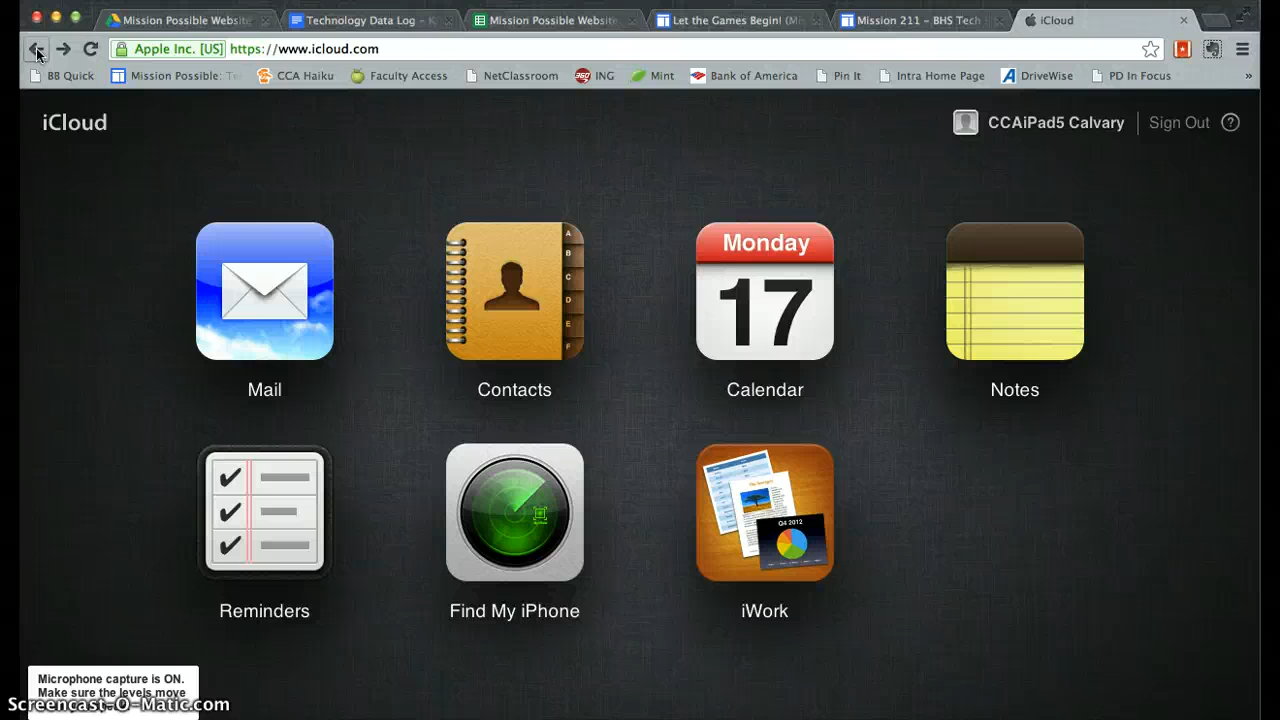 Mission Possible Website
Technology Data Log – K
Mission Possible Website
Let the Games Begin! (Mi
Mission 211 – BHS Tech
iCloud
Apple Inc. [US] https://www.icloud.com
BB Quick
Mission Possible: Te
CCA Haiku
Faculty Access
NetClassroom
360
ING
Mint
Bank of America
Pin It
Intra Home Page
A
DriveWise
PD In Focus
»
iCloud
CCAiPad5 Calvary
Sign Out
?
A
B
C
D
E
F
Monday
17
Mail
Contacts
Calendar
Notes
Q4 2012
Reminders
Find My iPhone
iWork
Microphone capture is ON.
Make sure the levels move
Screencast-O-Matic.com